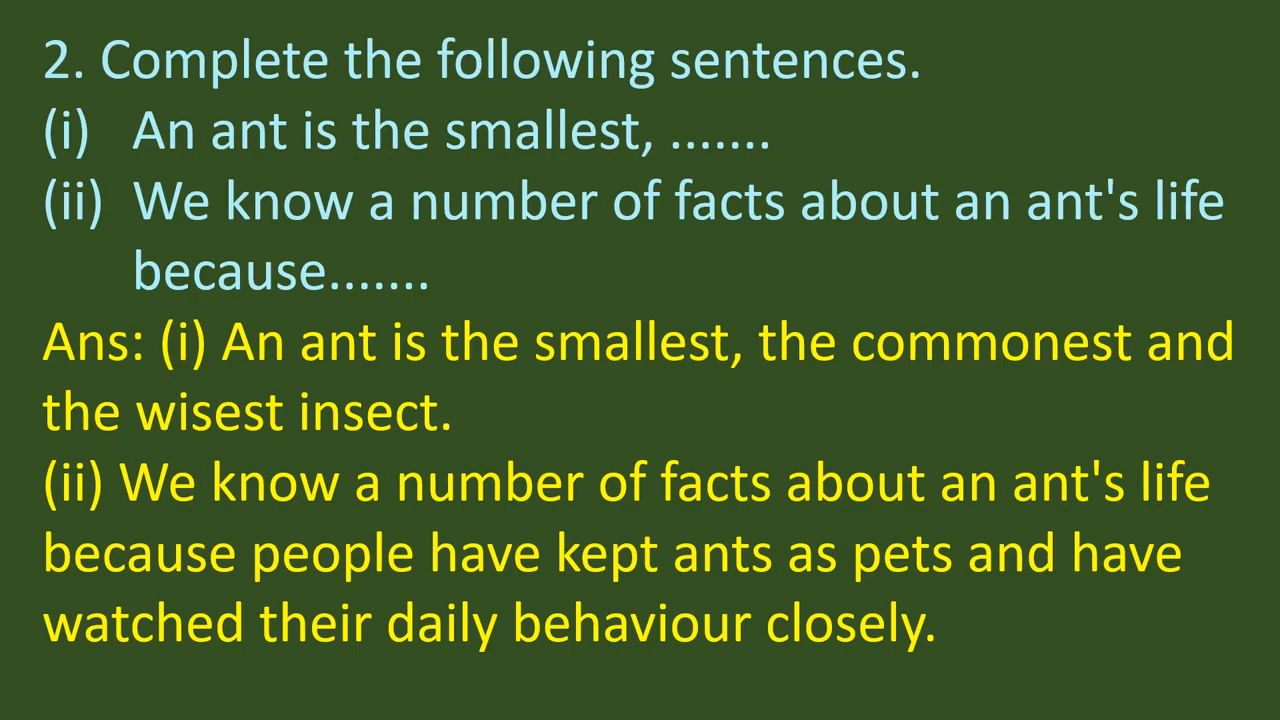 2. Complete the following sentences.
(i) An ant is the smallest, .......
(ii) We know a number of facts about an ant's life
because.......
Ans: (i) An ant is the smallest, the commonest and
the wisest insect.
(ii) We know a number of facts about an ant's life
because people have kept ants as pets and have
watched their daily behaviour closely.